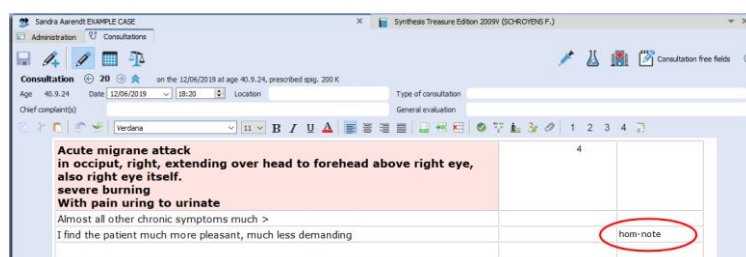 Sandra Aarendt EXAMPLE CASE
Synthesis Treasure Edition 2009V (SCHROYENS F.)
Administration Consultations
Consultation free fields
Consultation 20 on the 12/06/2019 at age 40.9.24, prescribed spig. 200 K
Age 40.9.24 Date 12/06/2019 18:20 Location Type of consultation
Chief complaint(s) General evaluation
Verdana 11 B I U A 1 2 3 4
Acute migrane attack 4
in occiput, right, extending over head to forehead above right eye,
also right eye itself.
severe burning
With pain uring to urinate
Almost all other chronic symptoms much >
I find the patient much more pleasant, much less demanding hom-note